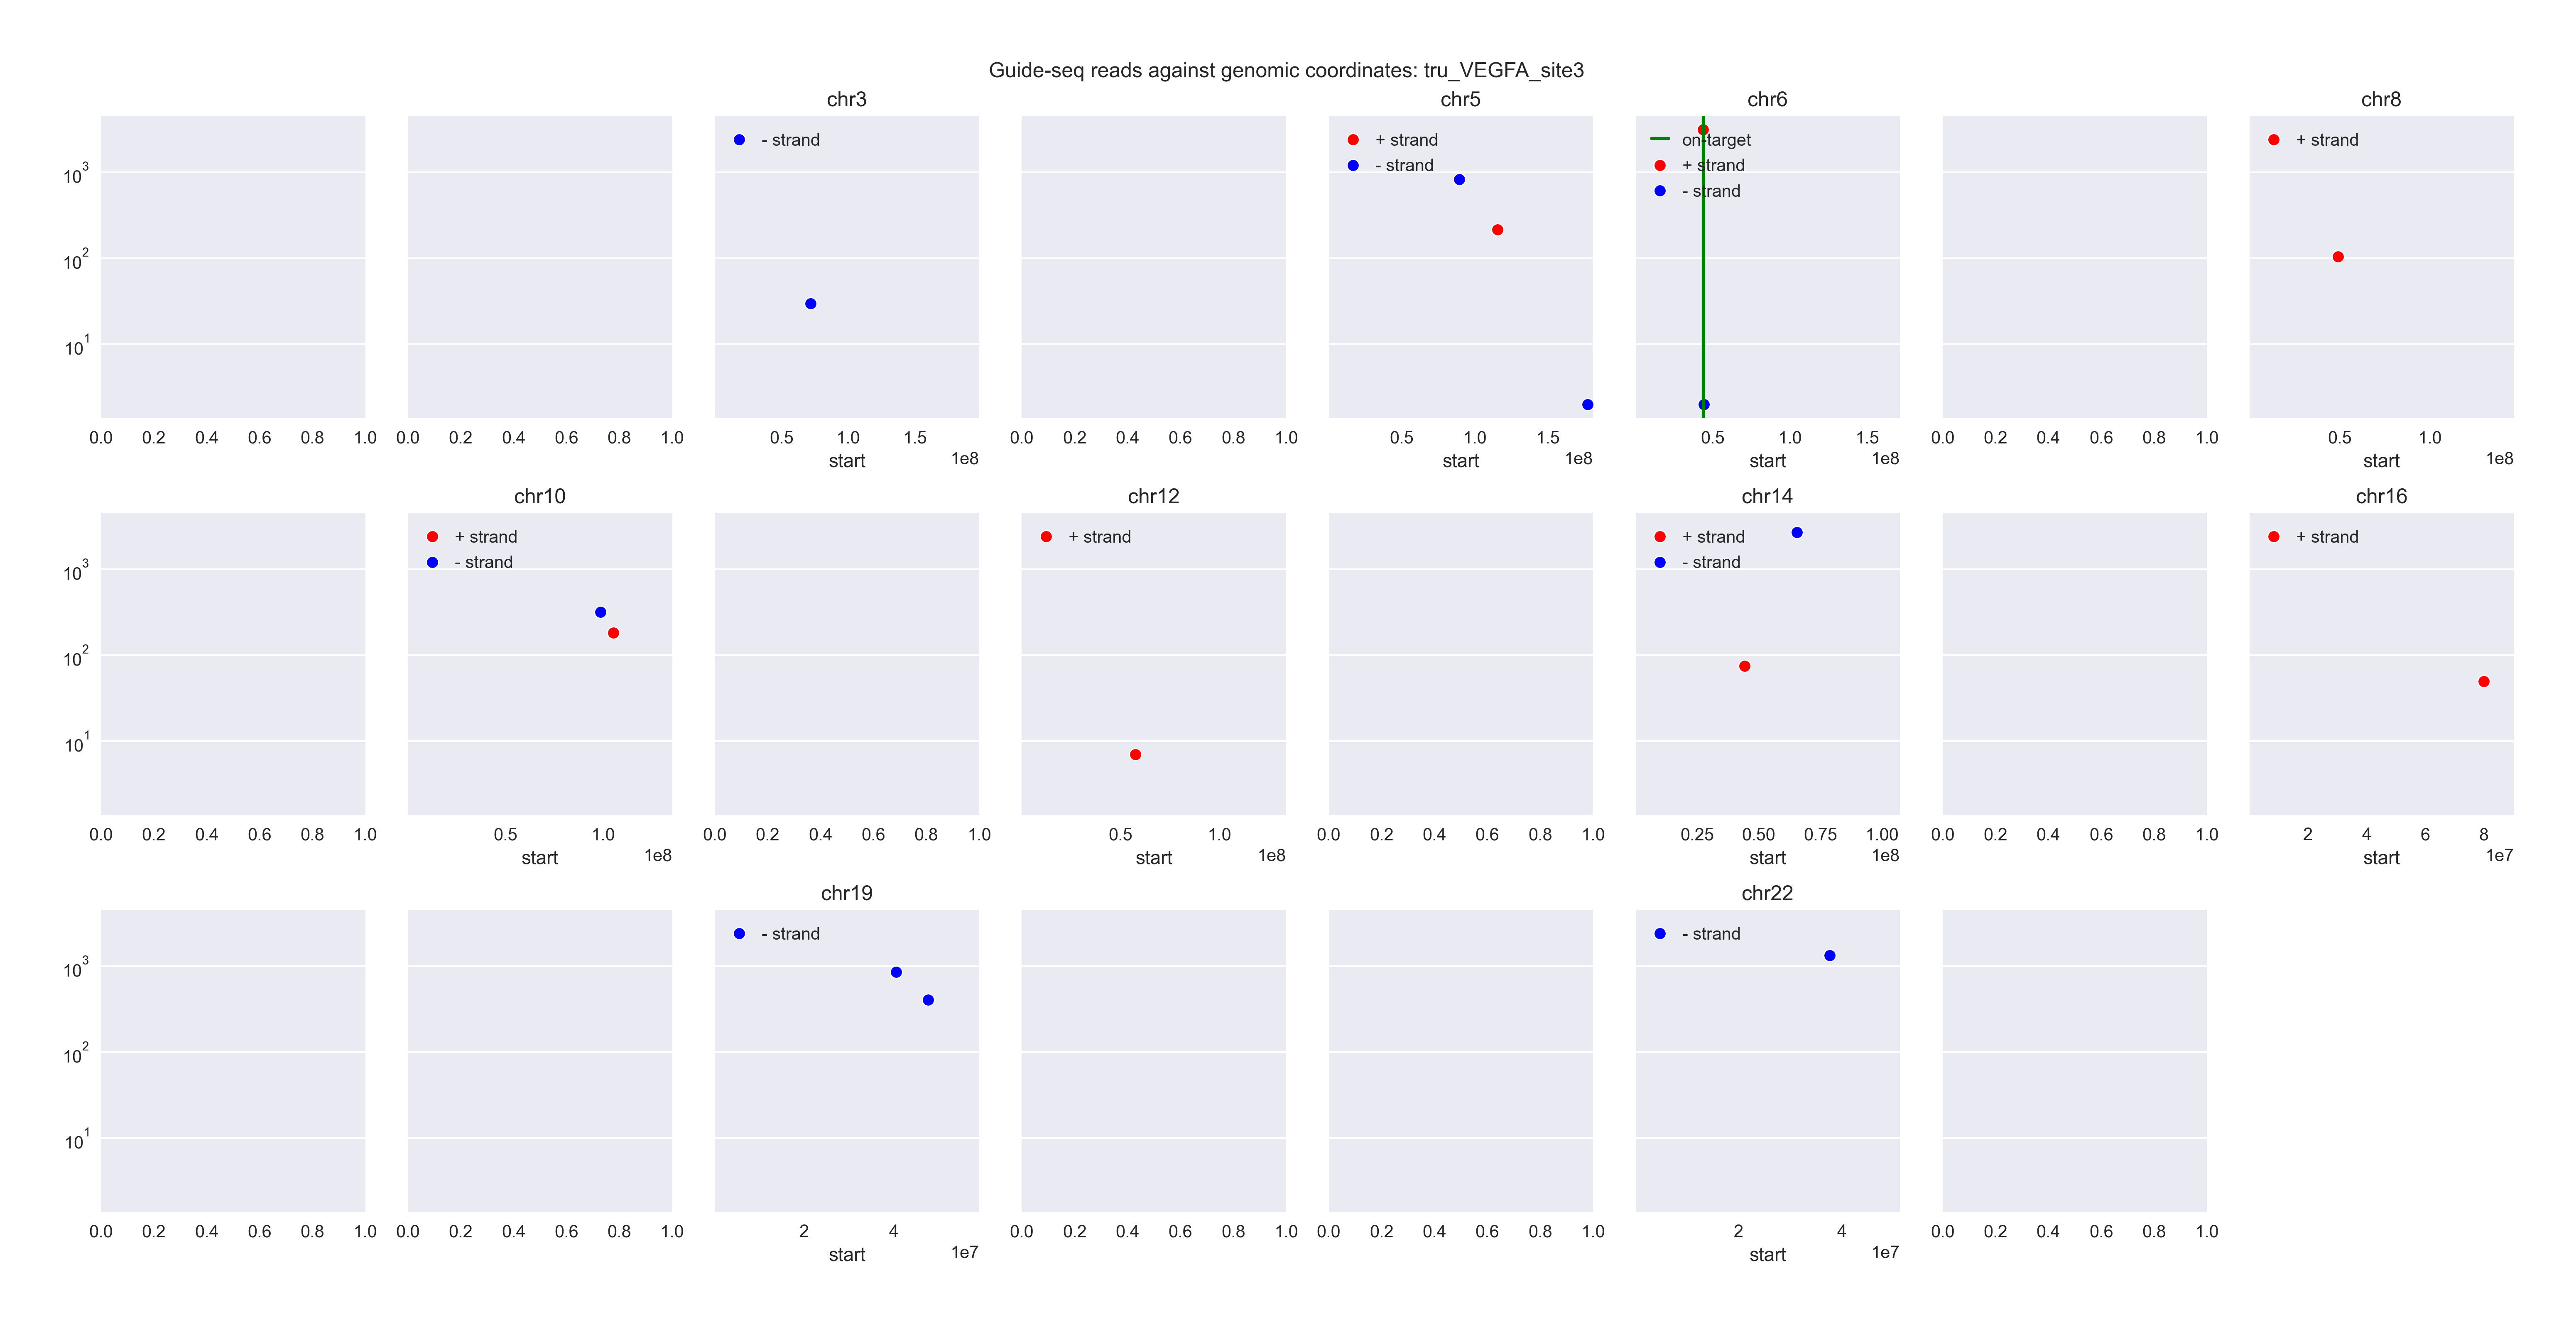 Guide-seq reads against genomic coordinates: tru_VEGFA_site3
chr3 chr5 chr6 chr8
- strand
+ strand
- strand
on-target
+ strand
- strand
+ strand
10^3
10^2
10^1
0.0 0.2 0.4 0.6 0.8 1.0 0.0 0.2 0.4 0.6 0.8 1.0 0.5 1.0 1.5 0.0 0.2 0.4 0.6 0.8 1.0 0.5 1.0 1.5 0.5 1.0 1.5 0.0 0.2 0.4 0.6 0.8 1.0 0.5 1.0
start 1e8 start 1e8 start 1e8 start 1e8
chr10 chr12 chr14 chr16
+ strand
- strand
+ strand
+ strand
- strand
+ strand
10^3
10^2
10^1
0.0 0.2 0.4 0.6 0.8 1.0 0.5 1.0 0.0 0.2 0.4 0.6 0.8 1.0 0.5 1.0 0.0 0.2 0.4 0.6 0.8 1.0 0.25 0.50 0.75 1.00 0.0 0.2 0.4 0.6 0.8 1.0 2 4 6 8
start 1e8 start 1e8 start 1e8 start 1e7
chr19 chr22
- strand
- strand
10^3
10^2
10^1
0.0 0.2 0.4 0.6 0.8 1.0 0.0 0.2 0.4 0.6 0.8 1.0 2 4 0.0 0.2 0.4 0.6 0.8 1.0 0.0 0.2 0.4 0.6 0.8 1.0 2 4 0.0 0.2 0.4 0.6 0.8 1.0
start 1e7 start 1e7